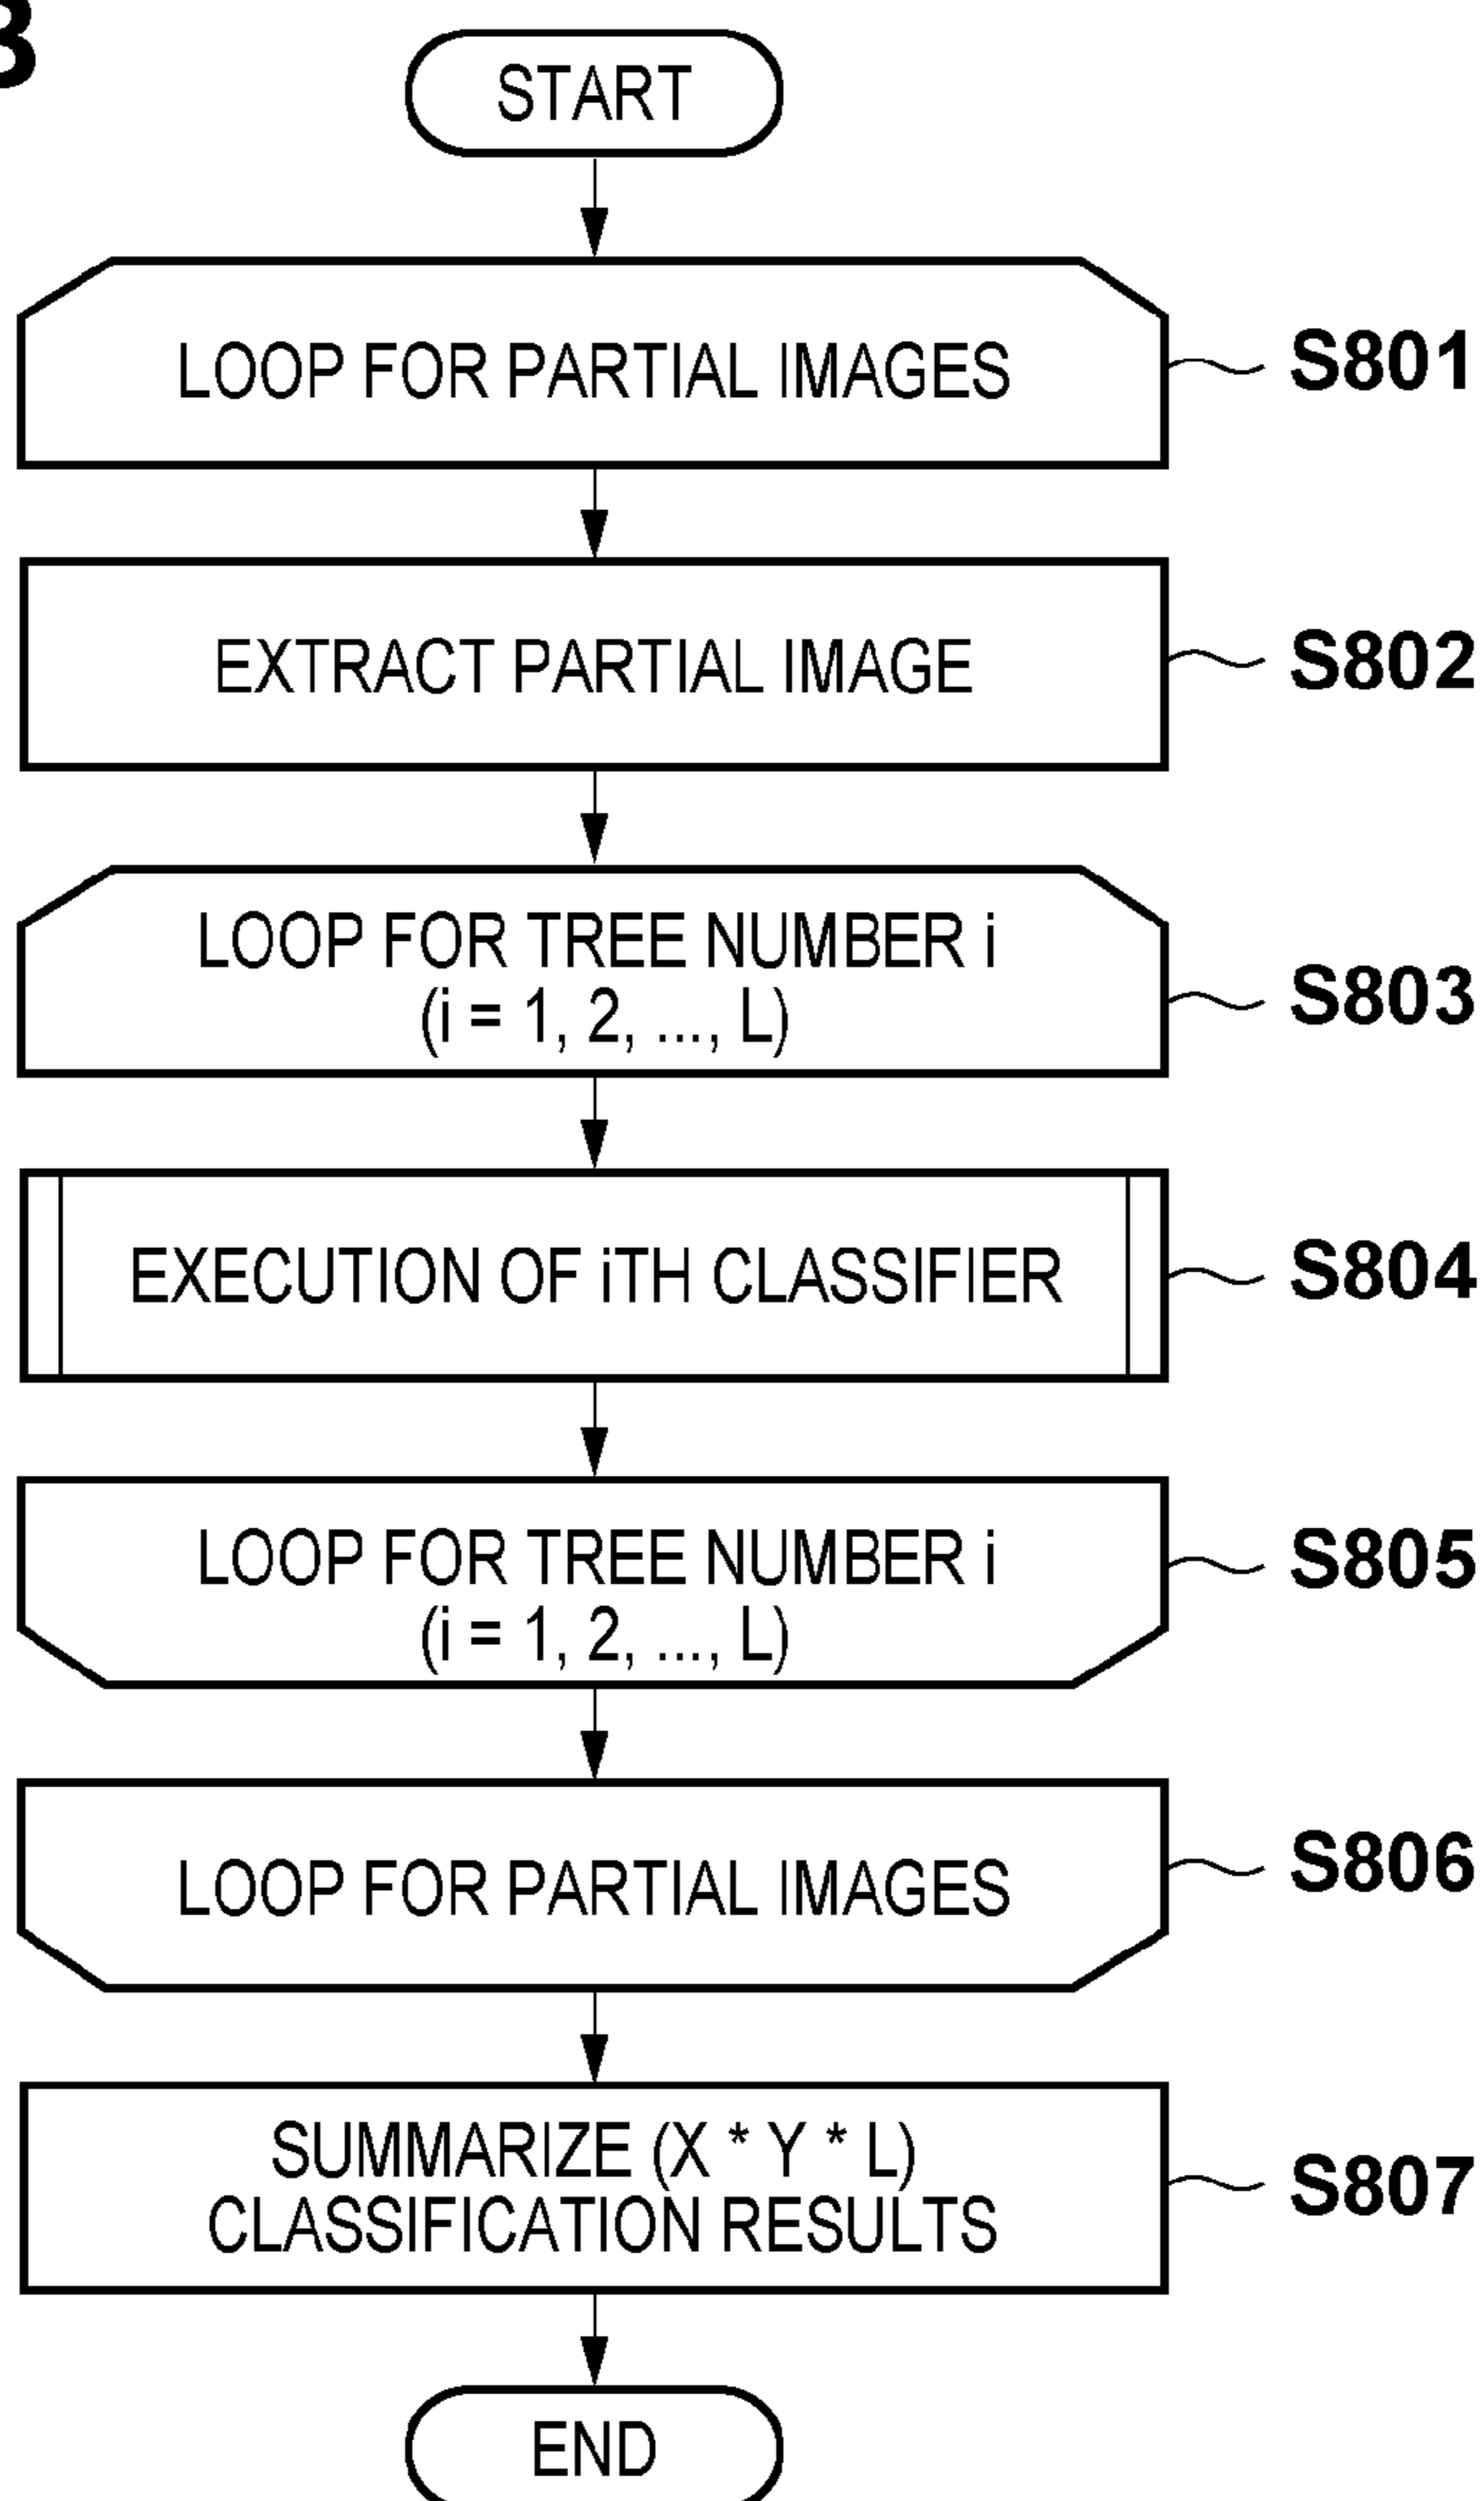 START
LOOP FOR PARTIAL IMAGES
S801
EXTRACT PARTIAL IMAGE
S802
LOOP FOR TREE NUMBER i
(i = 1, 2, ..., L)
S803
EXECUTION OF iTH CLASSIFIER
S804
LOOP FOR TREE NUMBER i
(i = 1, 2, ..., L)
S805
LOOP FOR PARTIAL IMAGES
S806
SUMMARIZE (X * Y * L)
CLASSIFICATION RESULTS
S807
END